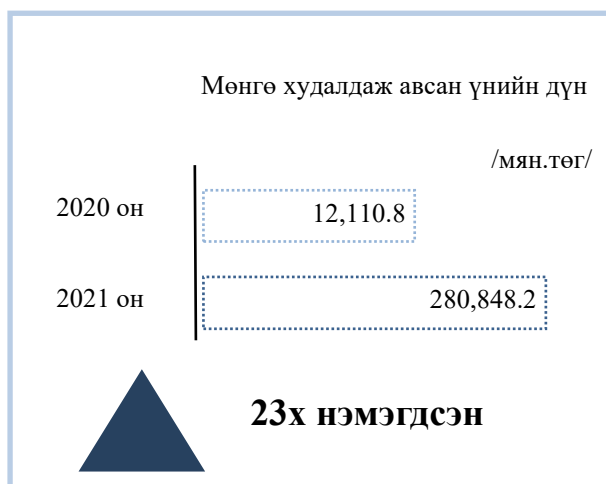 Мөнгө худалдаж авсан үнийн дүн
/мян.төг/
2020 он
12,110.8
2021 он
280,848.2
23х нэмэгдсэн